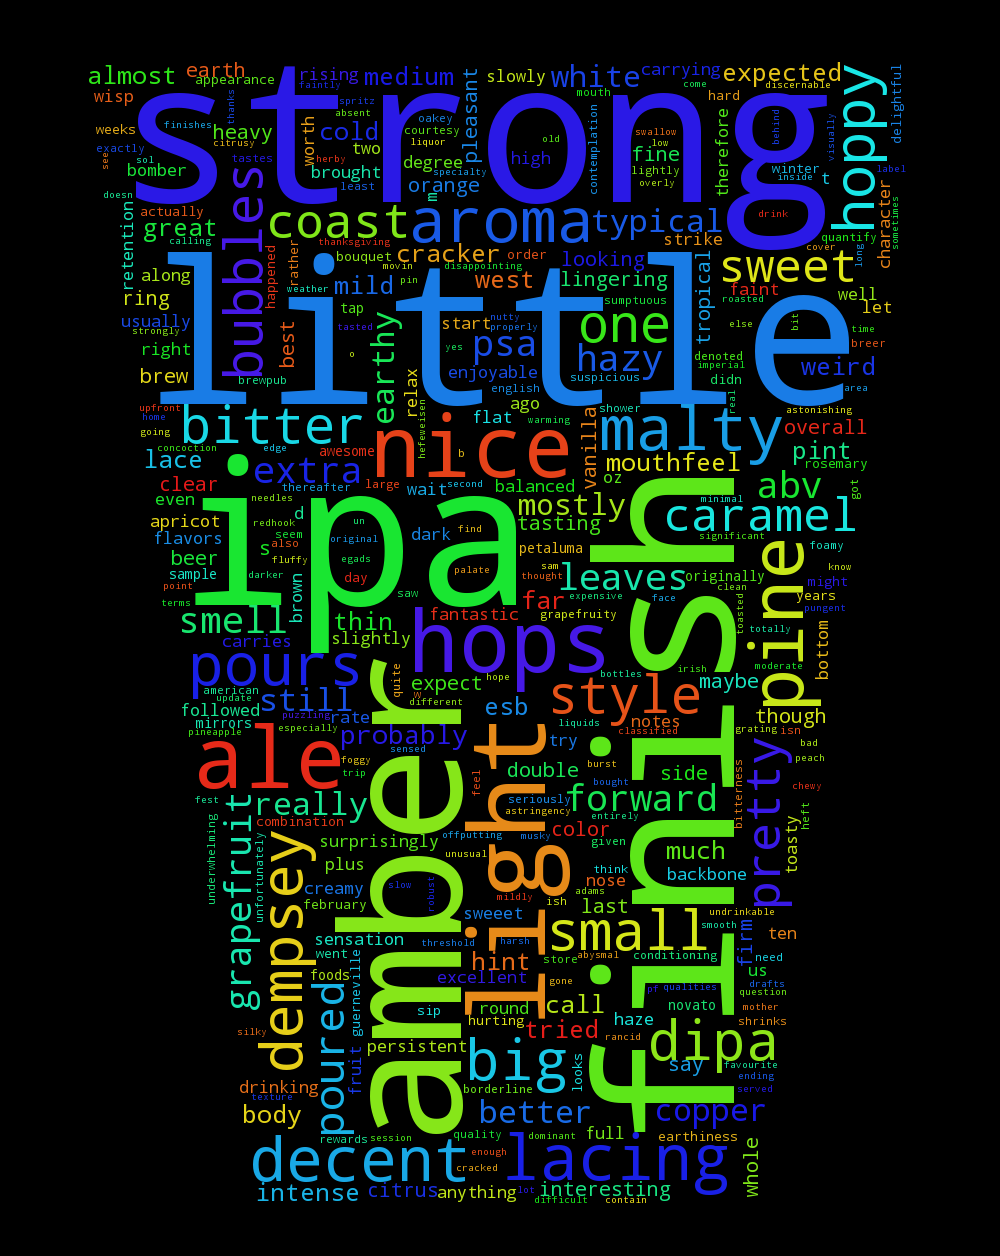 strong
little
ipa
amber
finish
light
nice
hops
ale
aroma
coast
bubbles
hoppy
sweet
one
psa
hazy
typical
malty
bitter
caramel
pine
abv
extra
mostly
leaves
style
forward
pretty
small
dipa
big
lacing
decent
poured
dempsey
grapefruit
pours
still
smell
thin
really
probably
better
copper
almost
earth
appearance
wisp
weeks
exactly
finishes
bomber
heavy
citrusy
tastes
thanks
rising
faintly
medium
spritz
absent
cold
two
worth
herby
brought
least
oakey
courtesy
liquor
degree
orange
pleasant
specialty
slowly
high
old
white
mouth
contemplation
carrying
come
swallow
low
fine
lightly
overly
hard
expected
discernable
behind
therefore
winter
inside
t
visually
delightful
label
sometimes
character
quantify
long
cover
drink
strike
see
doesn
sol
actually
retention
great
calling
along
ring
usually
strongly
right
brew
happened
rather
thanksgiving
weather
bouquet
movin
pin
cracker
order
disappointing
mild
tap
tasted
o
west
looking
lingering
sumptuous
tropical
faint
roasted
well
let
else
bit
time
breer
weird
area
start
nutty
properly
yes
enjoyable
english
suspicious
denoted
imperial
didn
real
best
brewpub
earthy
relax
hefeweisen
ago
flat
warming
shower
vanilla
astonishing
overall
pint
rosemary
mouthfeel
oz
upfront
home
going
concoction
edge
lace
clear
thereafter
awesome
large
wait
b
second
balanced
tasting
even
needles
apricot
redhook
d
seem
flavors
s
also
fluffy
beer
un
original
egads
dark
find
sam
petaluma
palate
thought
day
saw
sample
darker
point
terms
brown
carries
slightly
fantastic
far
grapefruity
expensive
face
originally
clean
minimal
significant
got
foamy
know
might
years
pungent
toasted
totally
moderate
bottom
american
update
followed
mirrors
pineapple
puzzling
especially
rate
quite
w
expect
different
hope
esb
bottles
irish
maybe
notes
classified
liquids
though
grating
isn
bad
peach
sensed
foggy
trip
try
double
burst
bought
side
chewy
fest
combination
feel
seriously
astringency
entirely
color
given
bitterness
heft
toasty
underwhelming
unfortunately
surprisingly
offputting
musky
unusual
much
think
backbone
plus
creamy
slow
robust
february
nose
adams
mildly
ish
last
undrinkable
smooth
firm
ten
sweeet
sensation
threshold
harsh
store
abysmal
conditioning
need
us
went
foods
hint
excellent
gone
pf
qualities
drafts
question
guerneville
sip
round
call
novato
mother
hurting
tried
haze
shrinks
silky
persistent
rancid
looks
say
favourite
ending
served
drinking
texture
fruit
borderline
body
rewards
session
quality
dominant
full
earthiness
enough
cracked
whole
intense
citrus
anything
lot
interesting
difficult
contain
m